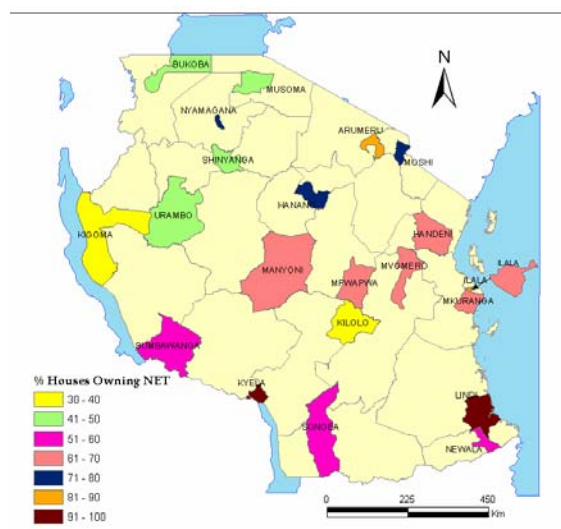 N
BUKOBA
MUSOMA
NYAMAGANA
ARUMERU
MOSHI
SHINYANGA
HANANG
URAMBO
KIGOMA
HANDENI
MANYONI
MVOMERO
MPWAPWA
ILALA
ILALA
MKURANGA
KILOLO
SUMBAWANGA
KYELA
LINDI
SONGEA
NEWALA
% Houses Owning NET
30 - 40
41 - 50
51 - 60
61 - 70
71 - 80
81 - 90
91 - 100
0 225 450
Km